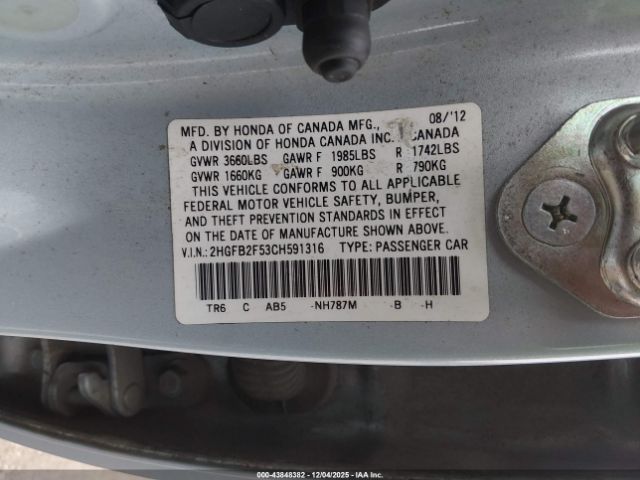 MFD. BY HONDA OF CANADA MFG., 08/'12
A DIVISION OF HONDA CANADA INC. CANADA
GVWR 3660LBS GAWR F 1985LBS R 1742LBS
GVWR 1660KG GAWR F 900KG R 790KG
THIS VEHICLE CONFORMS TO ALL APPLICABLE
FEDERAL MOTOR VEHICLE SAFETY, BUMPER,
AND THEFT PREVENTION STANDARDS IN EFFECT
ON THE DATE OF MANUFACTURE SHOWN ABOVE.
V.I.N.: 2HGFB2F53CH591316 TYPE: PASSENGER CAR
TR6 C AB5 -NH787M -B -H
000-43848382 - 12/04/2025 - IAA Inc.